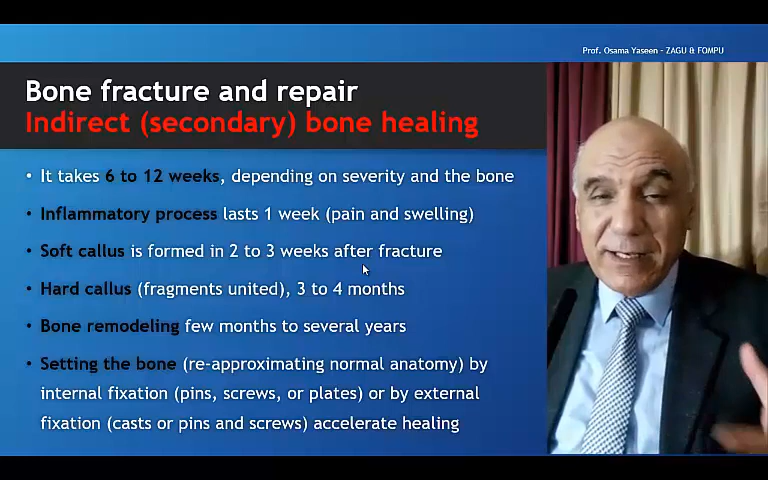 Prof. Osama Yaseen - ZAGU & FOMPU
Bone fracture and repair
Indirect (secondary) bone healing
• It takes 6 to 12 weeks, depending on severity and the bone
• Inflammatory process lasts 1 week (pain and swelling)
• Soft callus is formed in 2 to 3 weeks after fracture
• Hard callus (fragments united), 3 to 4 months
• Bone remodeling few months to several years
• Setting the bone (re-approximating normal anatomy) by
internal fixation (pins, screws, or plates) or by external
fixation (casts or pins and screws) accelerate healing